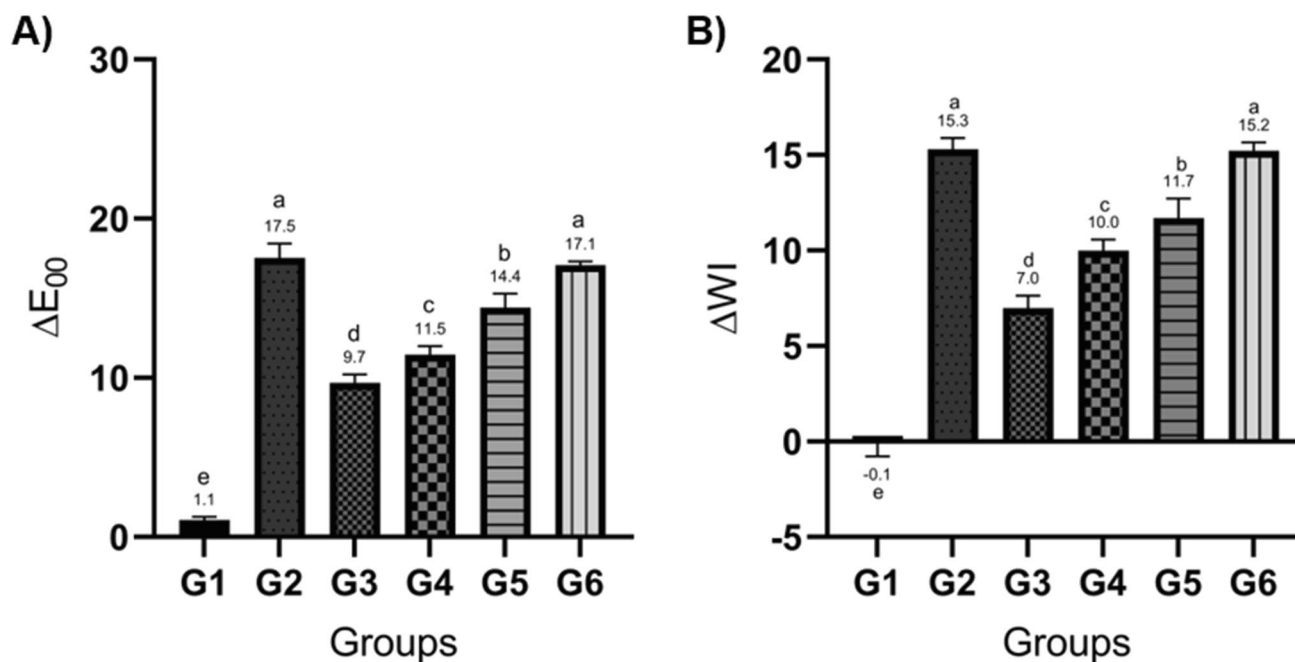 A)
30
20
10
0
ΔE00
e
1.1
a
17.5
d
9.7
c
11.5
b
14.4
a
17.1
G1 G2 G3 G4 G5 G6
Groups
B)
20
15
10
5
0
-5
ΔWI
-0.1
e
a
15.3
d
7.0
c
10.0
b
11.7
a
15.2
G1 G2 G3 G4 G5 G6
Groups